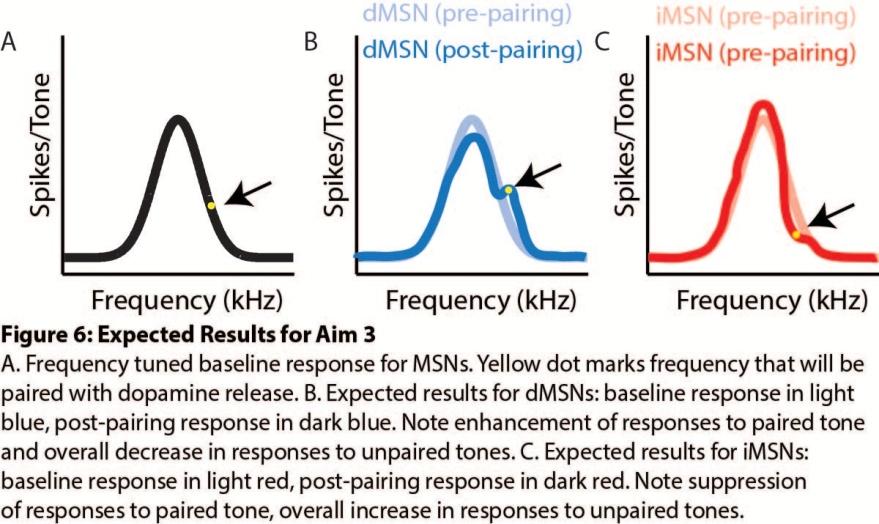 A
Spikes/Tone
Frequency (kHz)
B
dMSN (pre-pairing)
dMSN (post-pairing)
Spikes/Tone
Frequency (kHz)
C
iMSN (pre-pairing)
iMSN (pre-pairing)
Spikes/Tone
Frequency (kHz)
Figure 6: Expected Results for Aim 3
A. Frequency tuned baseline response for MSNs. Yellow dot marks frequency that will be
paired with dopamine release. B. Expected results for dMSNs: baseline response in light
blue, post-pairing response in dark blue. Note enhancement of responses to paired tone
and overall decrease in responses to unpaired tones. C. Expected results for iMSNs:
baseline response in light red, post-pairing response in dark red. Note suppression
of responses to paired tone, overall increase in responses to unpaired tones.